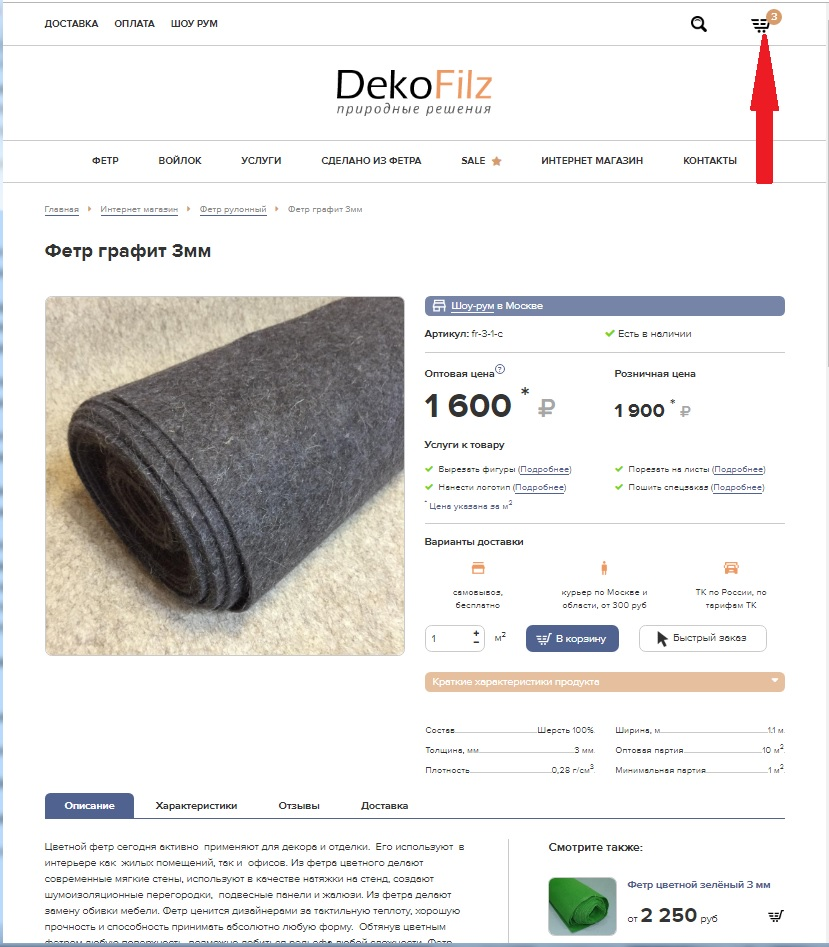 ДОСТАВКА ОПЛАТА ШОУ РУМ
3
DekoFilz
природные решения
ФЕТР ВОЙЛОК УСЛУГИ СДЕЛАНО ИЗ ФЕТРА SALE ИНТЕРНЕТ МАГАЗИН КОНТАКТЫ
Главная Интернет магазин Фетр рулонный Фетр графит 3мм
Фетр графит 3мм
Шоу-рум в Москве
Артикул: fr-3-1-c Есть в наличии
Оптовая цена? Розничная цена
1 600 * ₽ 1 900 * ₽
Услуги к товару
Вырезать фигуры (Подробнее) Порезать на листы (Подробнее)
Нанести логотип (Подробнее) Пошить спецзаказ (Подробнее)
* Цена указана за м²
Варианты доставки
самовывоз, курьер по Москве и ТК по России, по
бесплатно области, от 300 руб тарифам ТК
1 + − м² В корзину Быстрый заказ
Краткие характеристики продукта
Состав Шерсть 100%. Ширина, м 1.1 м.
Толщина, мм 3 мм. Оптовая партия 10 м².
Плотность 0,28 г/см³. Минимальная партия 1 м².
Описание Характеристики Отзывы Доставка
Цветной фетр сегодня активно применяют для декора и отделки. Его используют в
интерьере как жилых помещений, так и офисов. Из фетра цветного делают
современные мягкие стены, используют в качестве натяжки на стенд, создают
шумоизоляционные перегородки, подвесные панели и жалюзи. Из фетра делают
замену обивки мебели. Фетр ценится дизайнерами за тактильную теплоту, хорошую
прочность и способность принимать абсолютно любую форму. Обтянув цветным
Смотрите также:
Фетр цветной зелёный 3 мм
от 2 250 руб